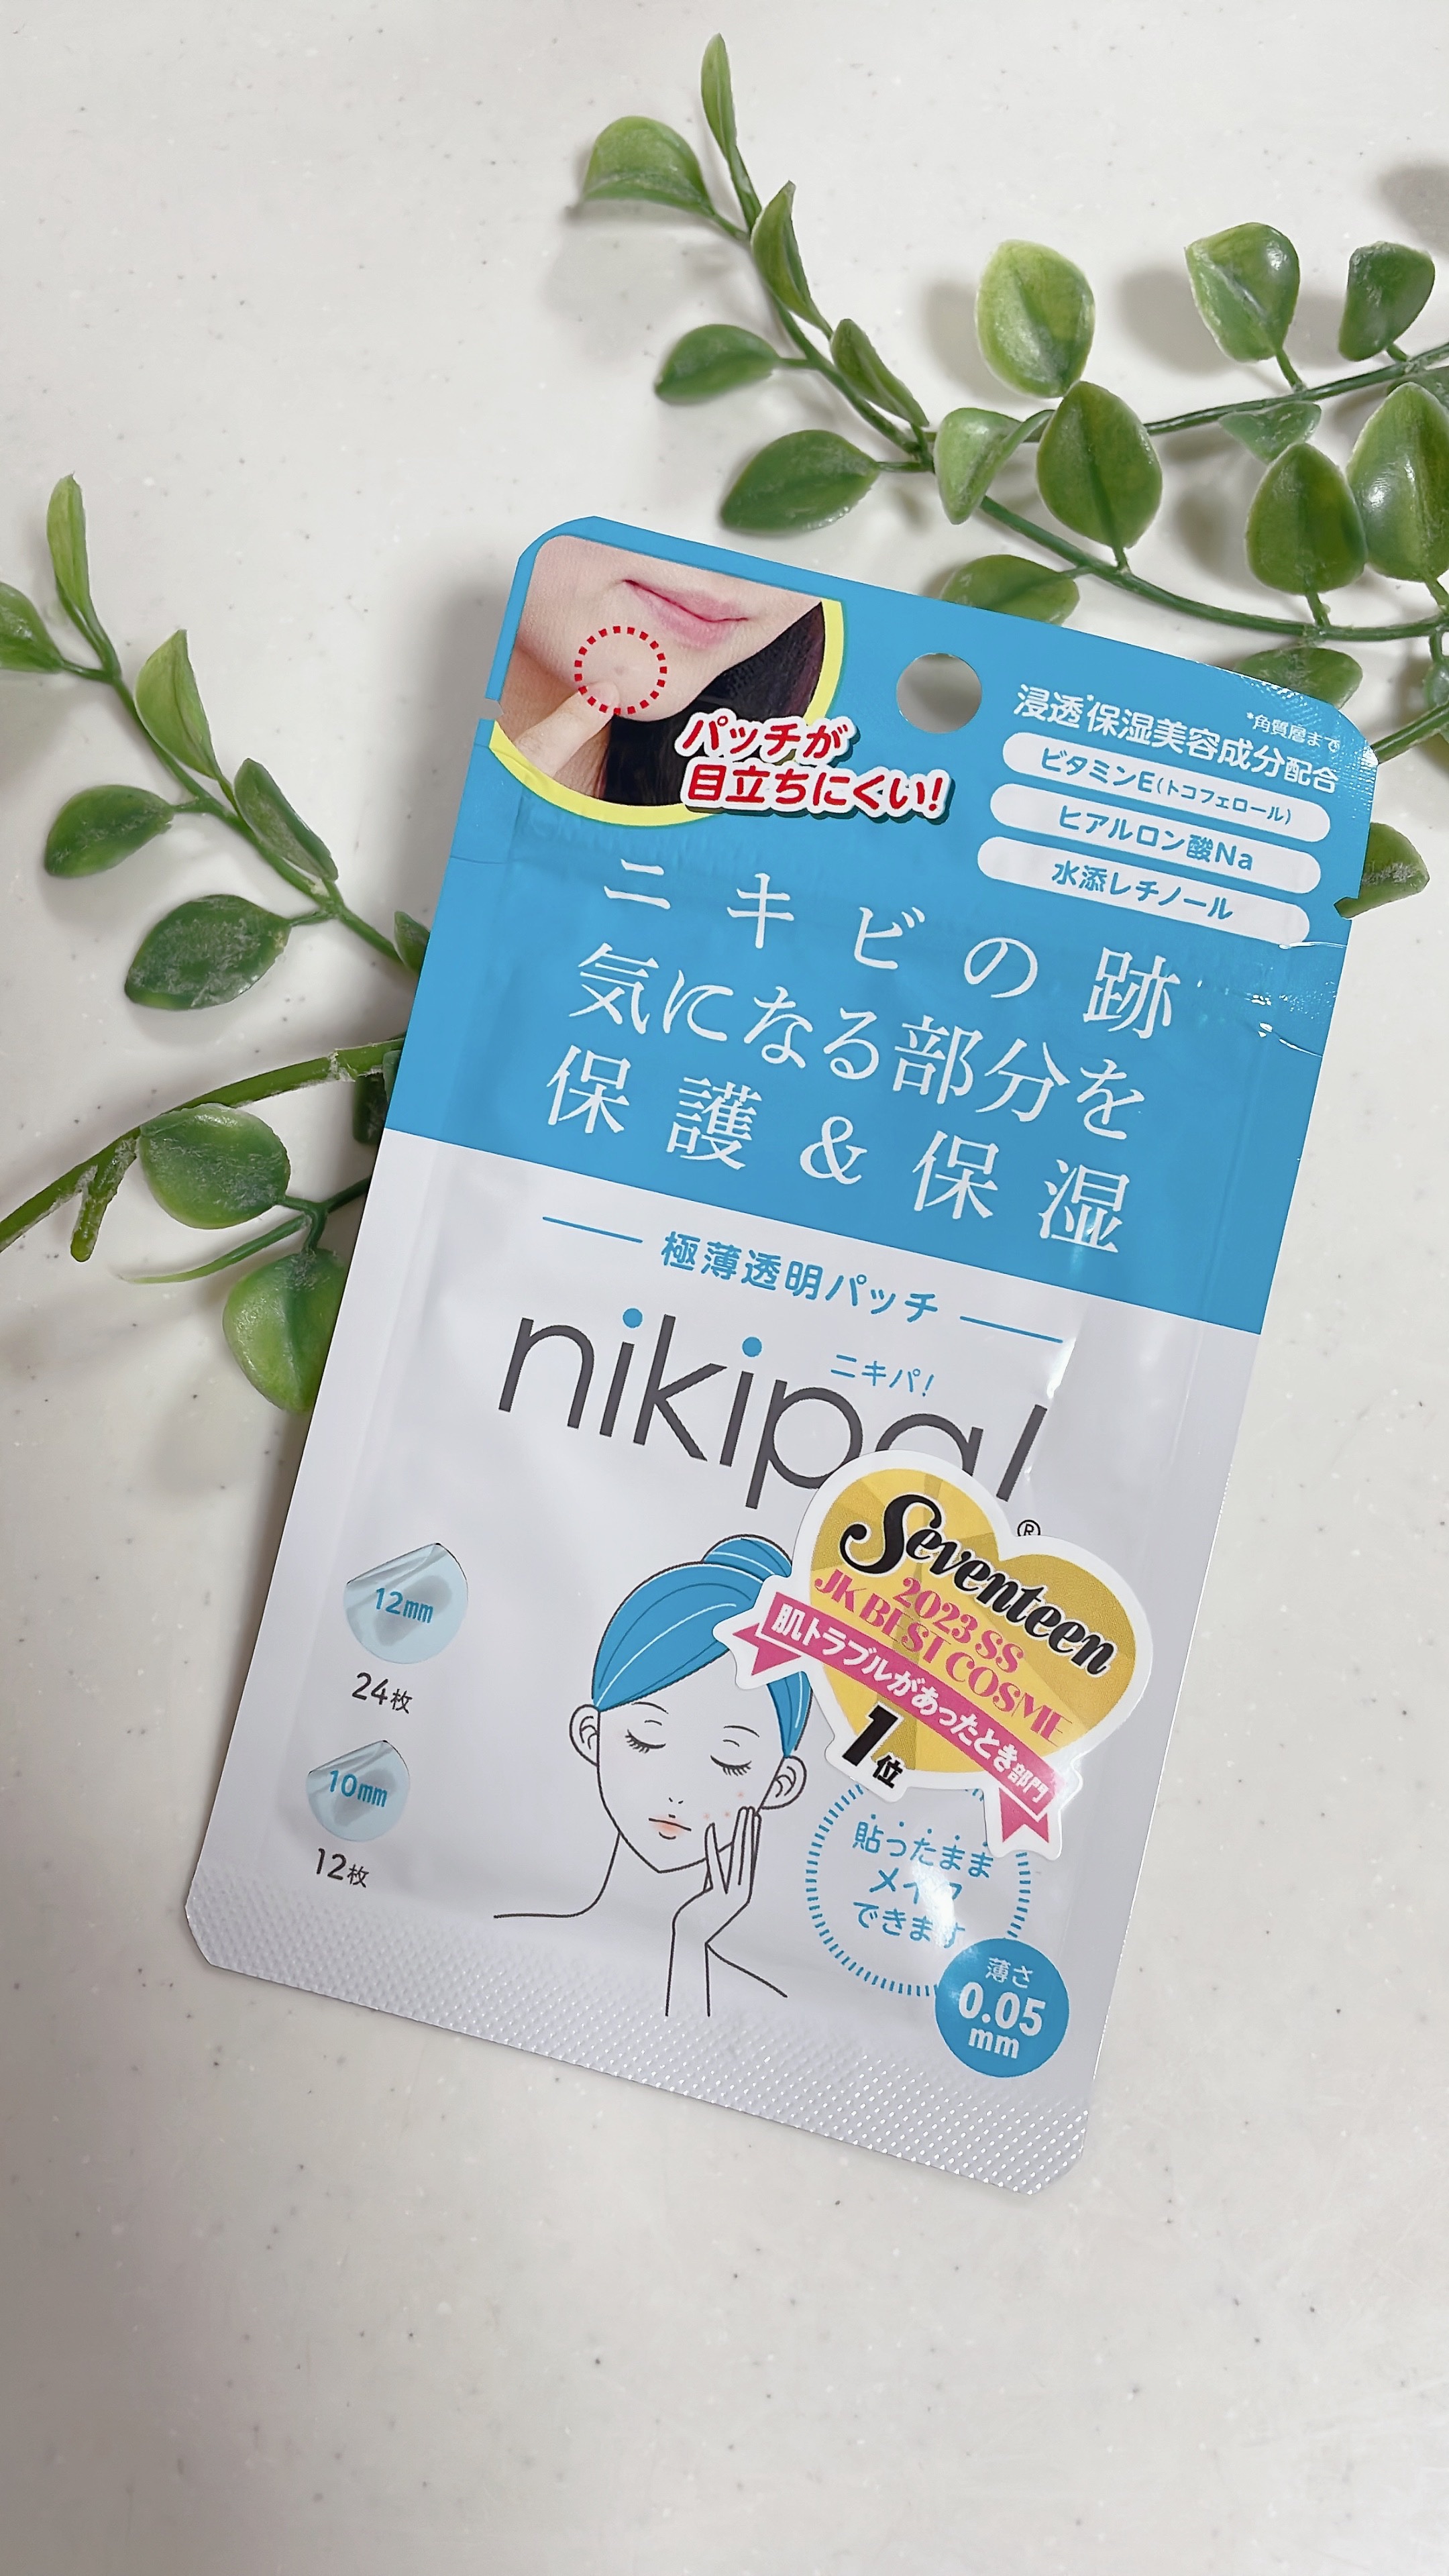 パッチが
目立ちにくい!
*角質層まで
浸透*保湿美容成分配合
ビタミンE(トコフェロール)
ヒアルロン酸Na
水添レチノール
ニキビの跡
気になる部分を
保護&保湿
極薄透明パッチ
ニキパ!
nikipa!
®
Seventeen
2023 SS
JK BEST COSME
肌トラブルがあったとき部門
1位
12mm
24枚
10mm
12枚
貼ったまま
メイク
できます
薄さ
0.05
mm